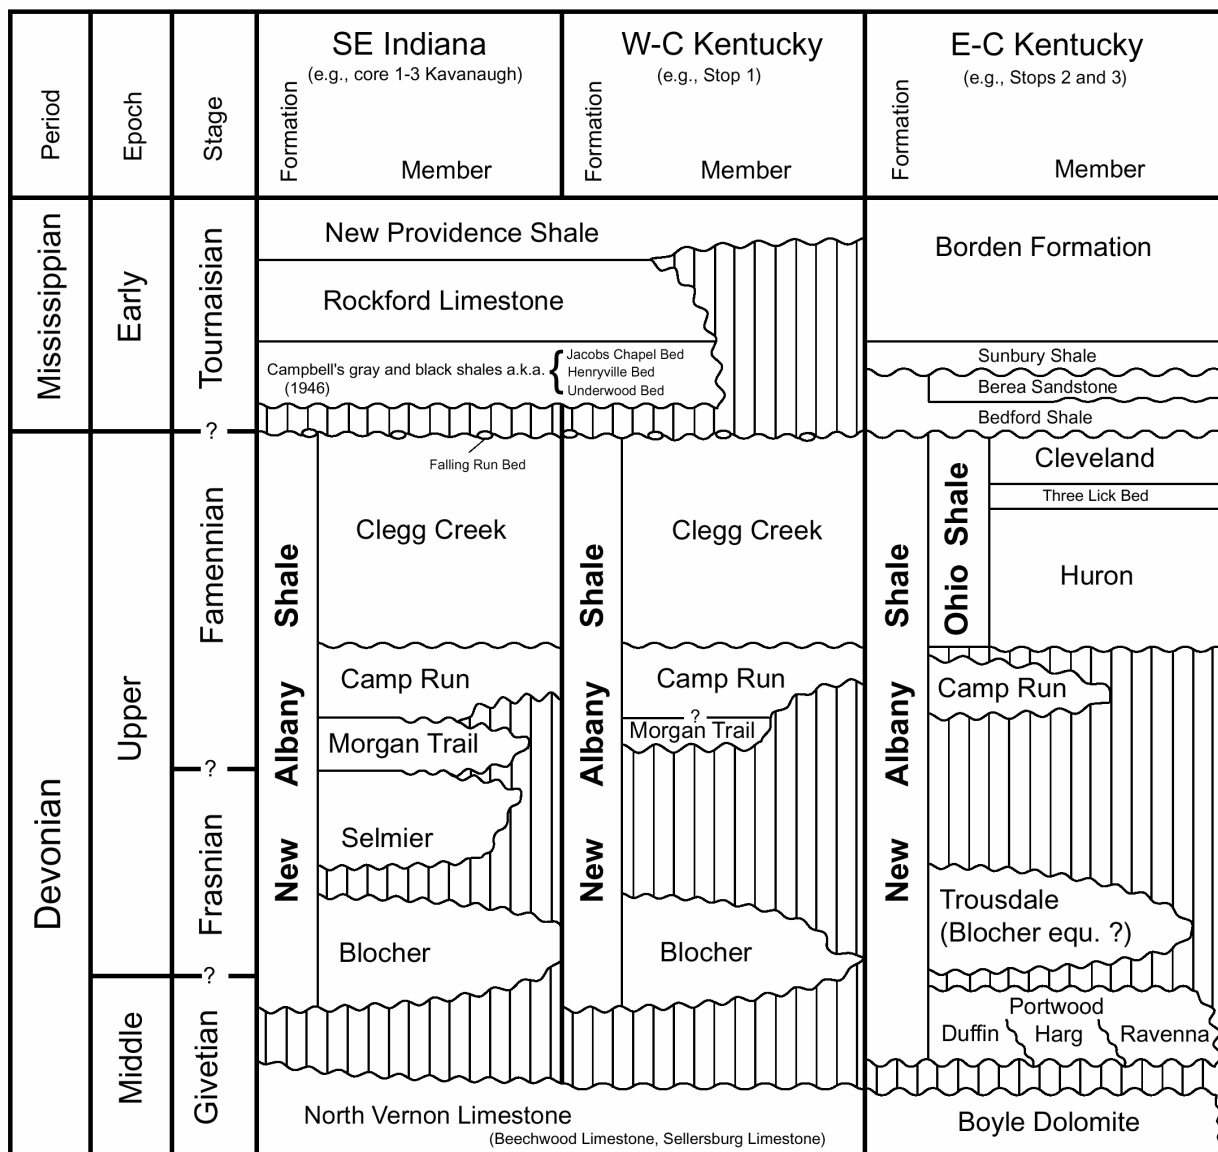 SE Indiana
W-C Kentucky
E-C Kentucky
(e.g., core 1-3 Kavanaugh)
(e.g., Stop 1)
(e.g., Stops 2 and 3)
Period
Epoch
Stage
Formation
Member
Formation
Member
Formation
Member
Mississippian
Early
Tournaisian
New Providence Shale
Rockford Limestone
Campbell's gray and black shales a.k.a.
(1946)
Jacobs Chapel Bed
Henryville Bed
Underwood Bed
Borden Formation
Sunbury Shale
Berea Sandstone
Bedford Shale
?
Devonian
Upper
Famennian
?
Frasnian
?
Middle
Givetian
Falling Run Bed
New Albany Shale
Clegg Creek
Camp Run
Morgan Trail
Selmier
Blocher
New Albany Shale
Clegg Creek
Camp Run
?
Morgan Trail
Blocher
New Albany Shale
Ohio Shale
Cleveland
Three Lick Bed
Huron
Camp Run
Trousdale
(Blocher equ. ?)
Portwood
Duffin
Harg
Ravenna
North Vernon Limestone
(Beechwood Limestone, Sellersburg Limestone)
Boyle Dolomite